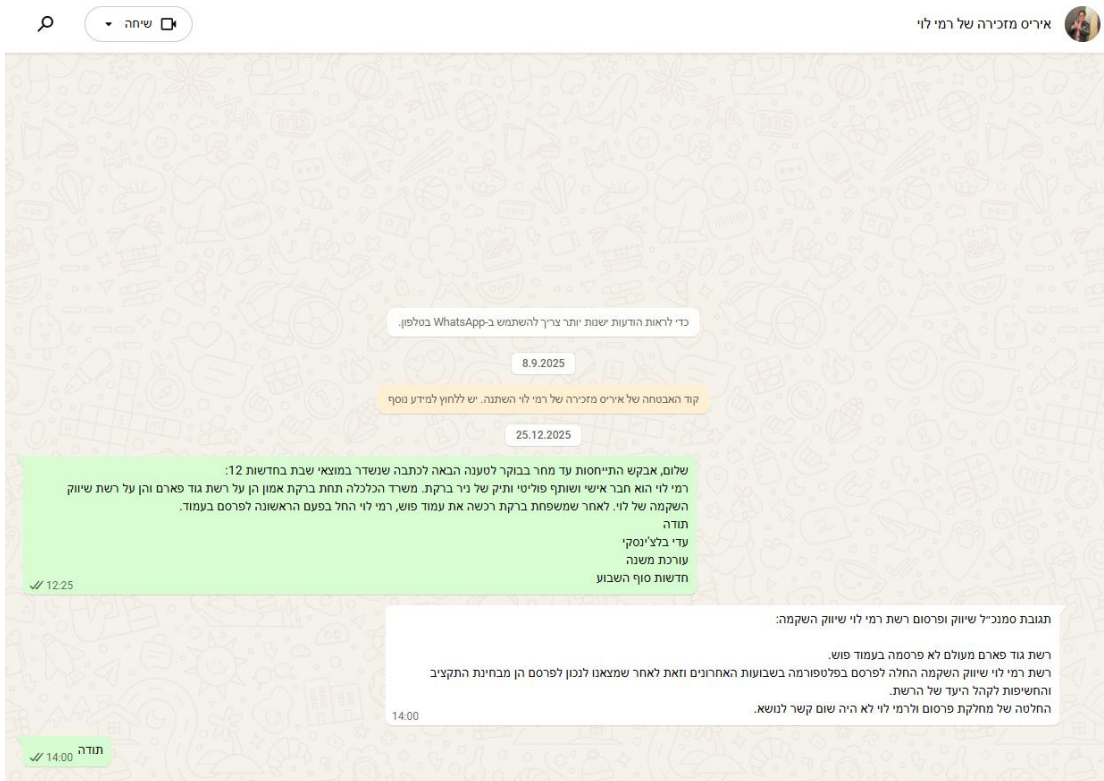 איריס מזכירה של רמי לוי
שיחה
כדי לראות הודעות ישנות יותר צריך להשתמש ב-WhatsApp בטלפון.
8.9.2025
קוד האבטחה של איריס מזכירה של רמי לוי השתנה. יש ללחוץ למידע נוסף
25.12.2025
שלום, אבקש התייחסות עד מחר בבוקר לטענה הבאה לכתבה שנשדר במוצאי שבת בחדשות 12:
רמי לוי הוא חבר אישי ושותף פוליטי ותיק של ניר ברקת. משרד הכלכלה תחת ברקת אמון הן על רשת גוד פארם והן על רשת שיווק
השקמה של לוי. לאחר שמשפחת ברקת רכשה את עמוד פוש, רמי לוי החל בפעם הראשונה לפרסם בעמוד.
תודה
עדי בלצ'ינסקי
עורכת משנה
חדשות סוף השבוע
12:25
תגובת סמנכ״ל שיווק ופרסום רשת רמי לוי שיווק השקמה:
רשת גוד פארם מעולם לא פרסמה בעמוד פוש.
רשת רמי לוי שיווק השקמה החלה לפרסם בפלטפורמה בשבועות האחרונים וזאת לאחר שמצאנו לנכון לפרסם הן מבחינת התקציב
והחשיפות לקהל היעד של הרשת.
החלטה של מחלקת פרסום ולרמי לוי לא היה שום קשר לנושא.
14:00
תודה
14:00